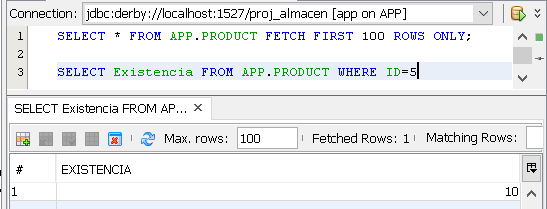 Connection: jdbc:derby://localhost:1527/proj_almacen [app on APP]
1 SELECT * FROM APP.PRODUCT FETCH FIRST 100 ROWS ONLY;
2
3 SELECT Existencia FROM APP.PRODUCT WHERE ID=5
SELECT Existencia FROM AP... ×
Max. rows: 100 Fetched Rows: 1 Matching Rows:
# EXISTENCIA
1 10